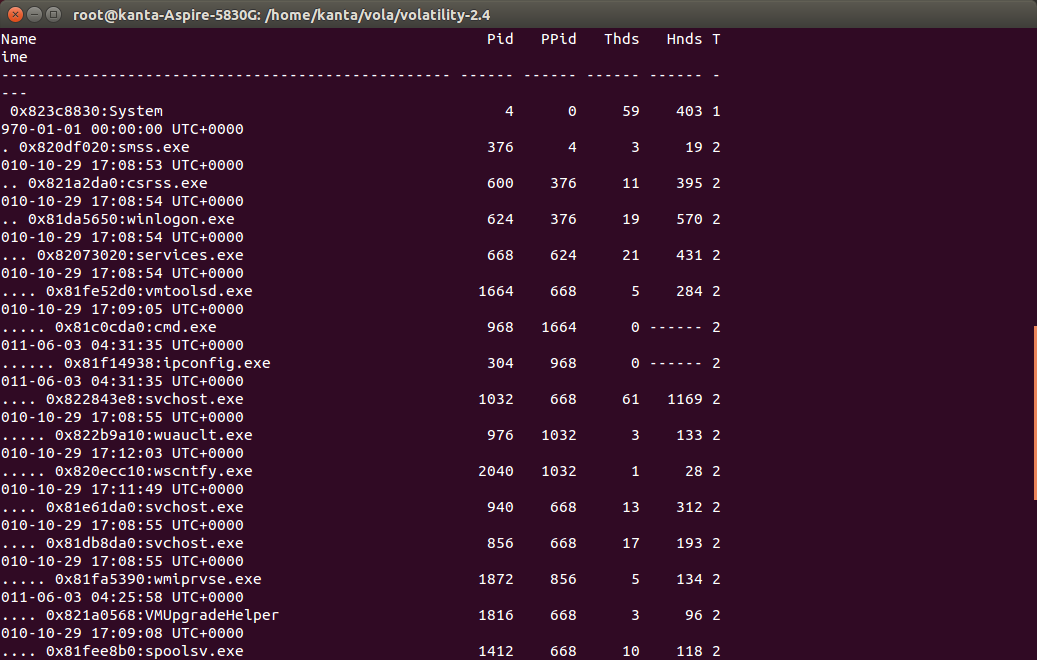 root@kanta-Aspire-5830G: /home/kanta/vola/volatility-2.4
Name                                                  Pid   PPid   Thds   Hnds T
ime
-------------------------------------------------- ------ ------ ------ ------ -
---
 0x823c8830:System                                      4      0     59    403 1
970-01-01 00:00:00 UTC+0000
. 0x820df020:smss.exe                                 376      4      3     19 2
010-10-29 17:08:53 UTC+0000
.. 0x821a2da0:csrss.exe                               600    376     11    395 2
010-10-29 17:08:54 UTC+0000
.. 0x81da5650:winlogon.exe                            624    376     19    570 2
010-10-29 17:08:54 UTC+0000
... 0x82073020:services.exe                           668    624     21    431 2
010-10-29 17:08:54 UTC+0000
.... 0x81fe52d0:vmtoolsd.exe                         1664    668      5    284 2
010-10-29 17:09:05 UTC+0000
..... 0x81c0cda0:cmd.exe                              968   1664      0 ------ 2
011-06-03 04:31:35 UTC+0000
...... 0x81f14938:ipconfig.exe                        304    968      0 ------ 2
011-06-03 04:31:35 UTC+0000
.... 0x822843e8:svchost.exe                          1032    668     61   1169 2
010-10-29 17:08:55 UTC+0000
..... 0x822b9a10:wuauclt.exe                          976   1032      3    133 2
010-10-29 17:12:03 UTC+0000
..... 0x820ecc10:wscntfy.exe                         2040   1032      1     28 2
010-10-29 17:11:49 UTC+0000
.... 0x81e61da0:svchost.exe                           940    668     13    312 2
010-10-29 17:08:55 UTC+0000
.... 0x81db8da0:svchost.exe                           856    668     17    193 2
010-10-29 17:08:55 UTC+0000
..... 0x81fa5390:wmiprvse.exe                        1872    856      5    134 2
011-06-03 04:25:58 UTC+0000
.... 0x821a0568:VMUpgradeHelper                      1816    668      3     96 2
010-10-29 17:09:08 UTC+0000
.... 0x81fee8b0:spoolsv.exe                          1412    668     10    118 2